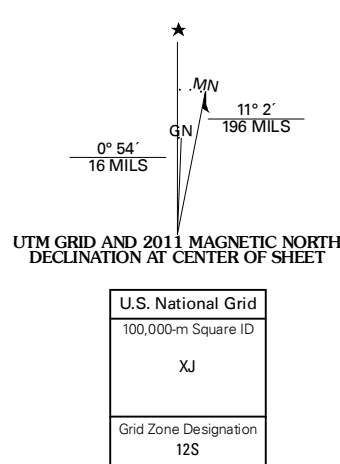 ★
MN
11° 2´
196 MILS
GN
0° 54´
16 MILS
UTM GRID AND 2011 MAGNETIC NORTH
DECLINATION AT CENTER OF SHEET
U.S. National Grid
100,000-m Square ID
XJ
Grid Zone Designation
12S